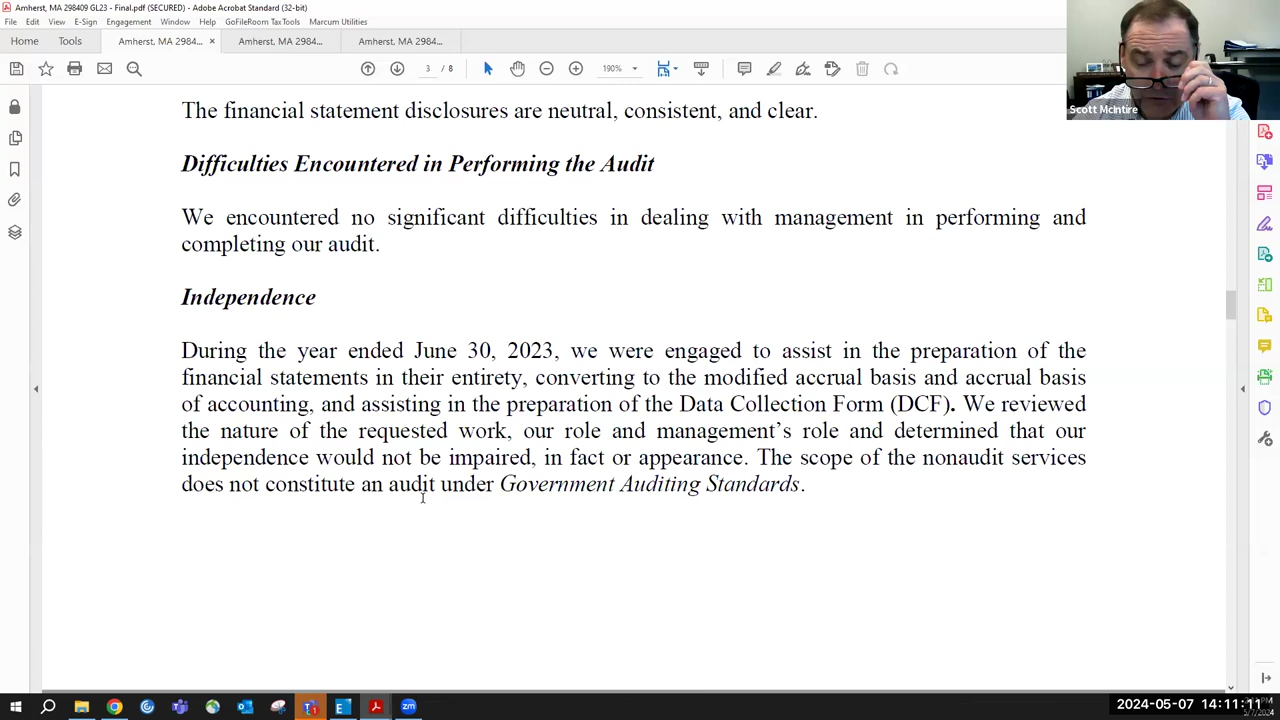 Amherst, MA 298409 GL23 - Final.pdf (SECURED) - Adobe Acrobat Standard (32-bit)
File Edit View E-Sign Engagement Window Help GoFileRoom TaxTools Marcum Utilities
Home Tools Amherst, MA 2984... × Amherst, MA 2984... Amherst, MA 2984...
3 / 8 190%
Scott McIntire
The financial statement disclosures are neutral, consistent, and clear.
Difficulties Encountered in Performing the Audit
We encountered no significant difficulties in dealing with management in performing and
completing our audit.
Independence
During the year ended June 30, 2023, we were engaged to assist in the preparation of the
financial statements in their entirety, converting to the modified accrual basis and accrual basis
of accounting, and assisting in the preparation of the Data Collection Form (DCF). We reviewed
the nature of the requested work, our role and management's role and determined that our
independence would not be impaired, in fact or appearance. The scope of the nonaudit services
does not constitute an audit under Government Auditing Standards.
2024-05-07 14:11:11
5/7/2024